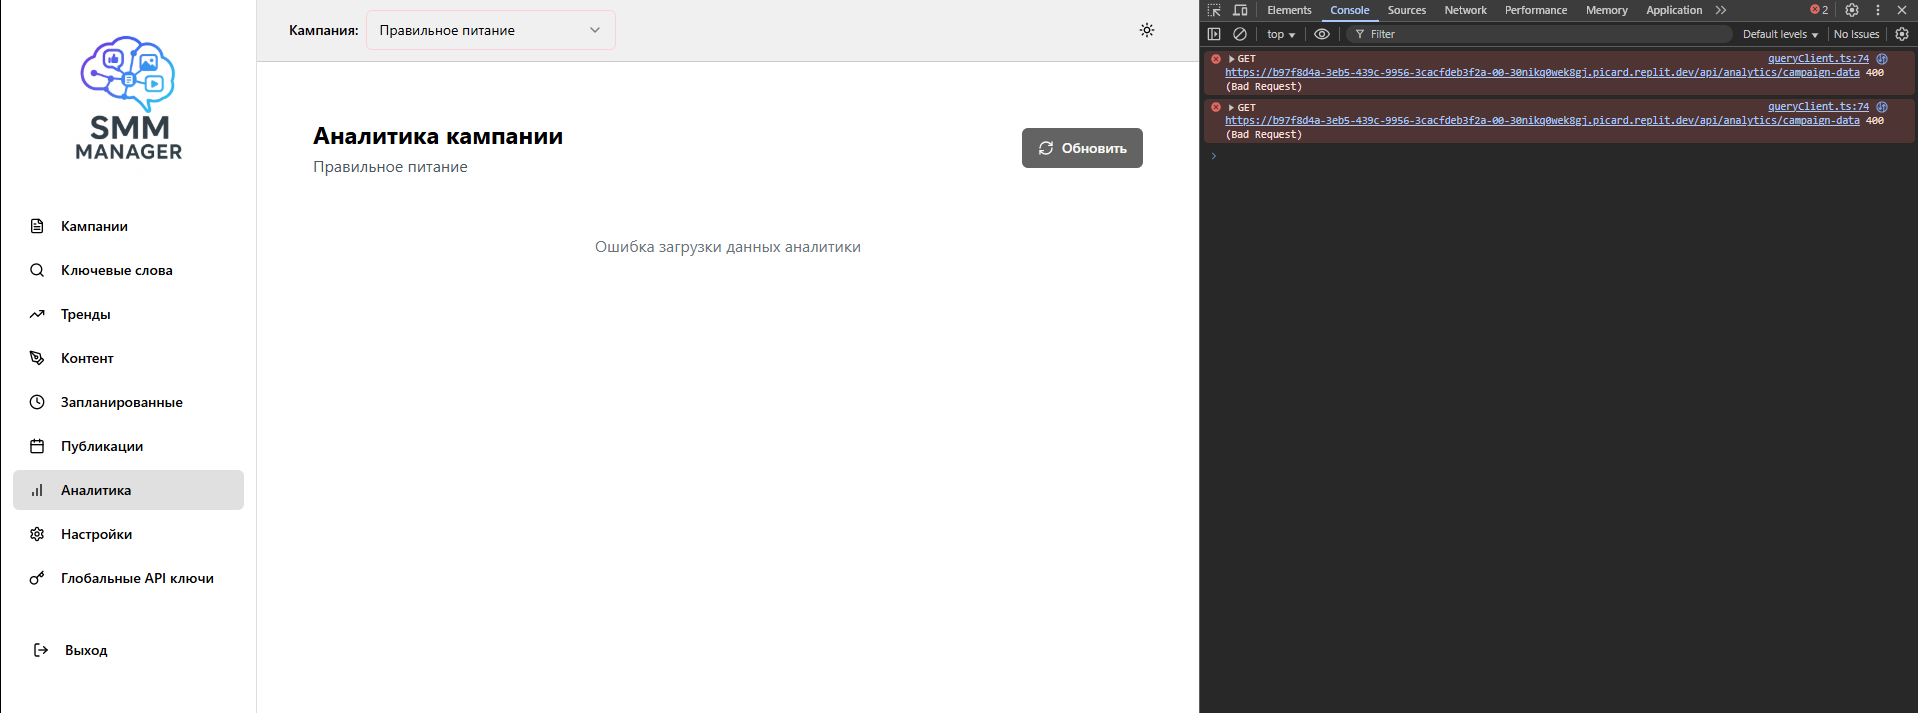 SMM
MANAGER
Кампании
Ключевые слова
Тренды
Контент
Запланированные
Публикации
Аналитика
Настройки
Глобальные API ключи
Выход
Кампания: Правильное питание
Аналитика кампании
Правильное питание
Обновить
Ошибка загрузки данных аналитики
Elements Console Sources Network Performance Memory Application 2
top Filter Default levels No Issues
GET queryClient.ts:74
https://b97f8d4a-3eb5-439c-9956-3cacfdeb3f2a-00-30nikq0wek8gj.picard.replit.dev/api/analytics/campaign-data 400
(Bad Request)
GET queryClient.ts:74
https://b97f8d4a-3eb5-439c-9956-3cacfdeb3f2a-00-30nikq0wek8gj.picard.replit.dev/api/analytics/campaign-data 400
(Bad Request)